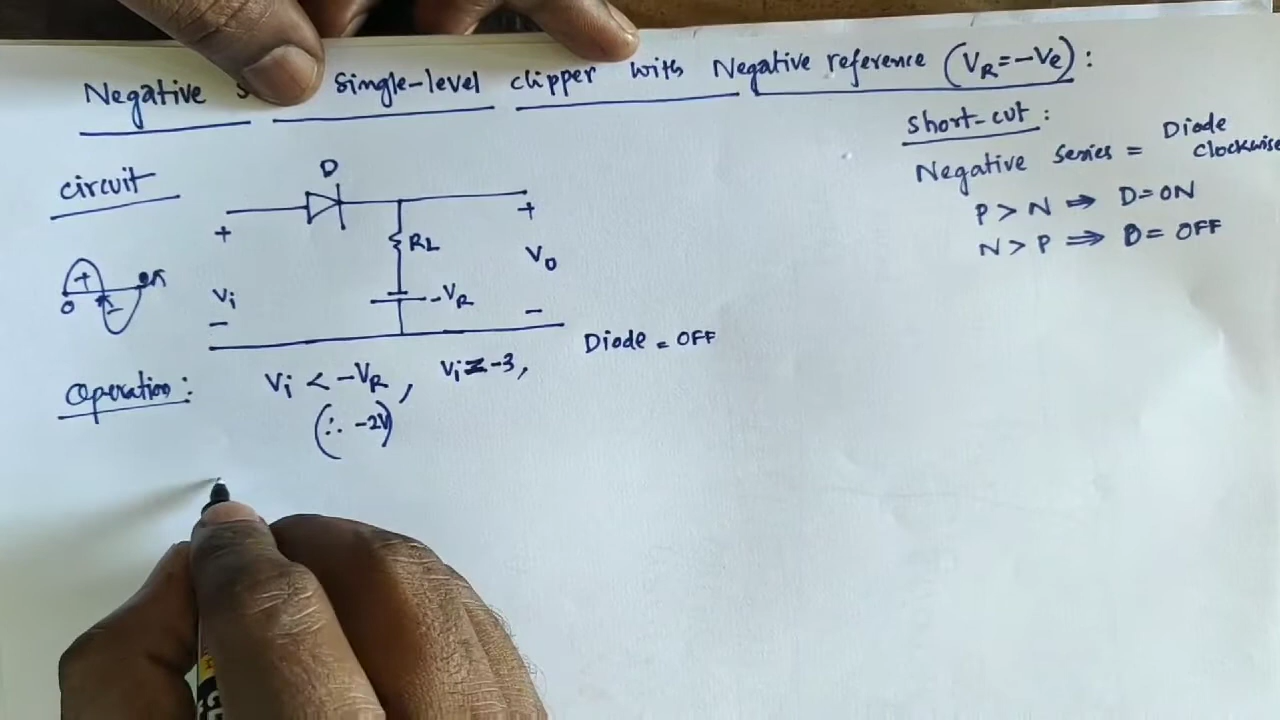 Negative s single-level clipper with Negative reference (VR=-Ve):
short-cut:
Negative series = Diode clockwise
P > N ⇒ D=ON
N > P ⇒ D= OFF
circuit
D
+
+
RL
Vo
+
-
0
Vi
-VR
-
-
Diode = OFF
Operation: Vi < -VR, Vi = -3,
(∴ -2V)